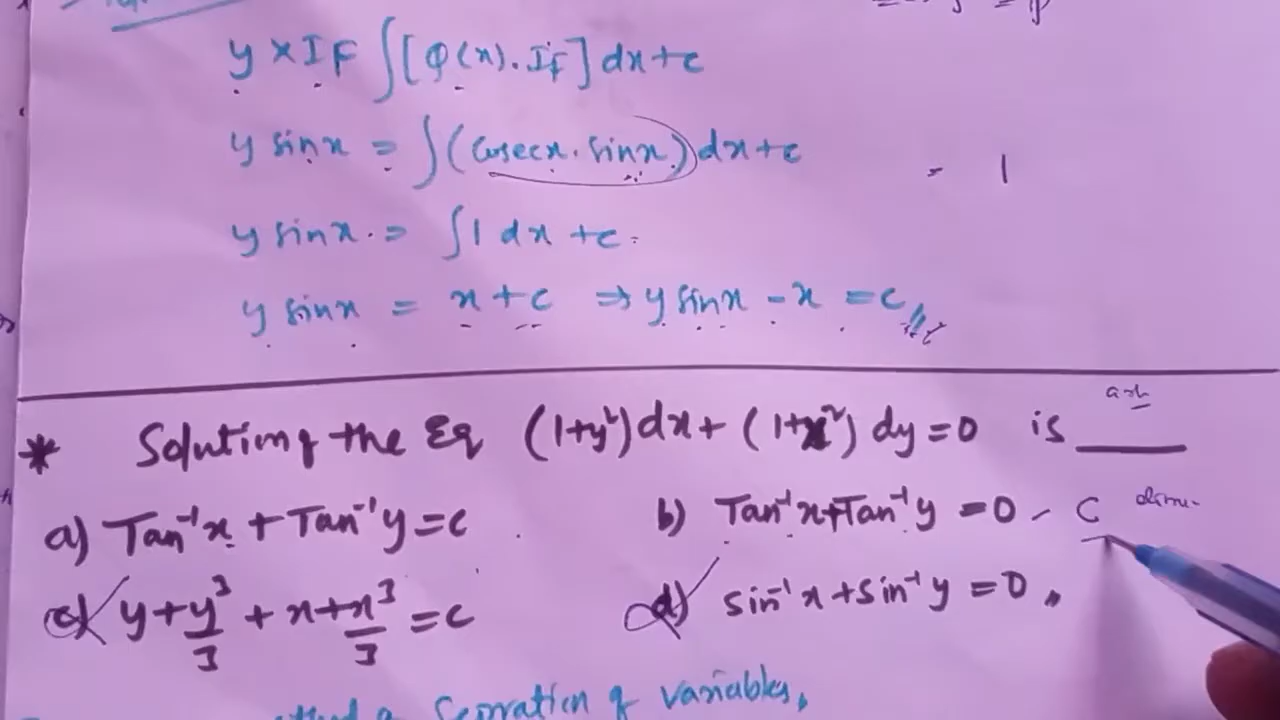 y × IF ∫[Q(x). IF] dx + c
y sinx = ∫(cosecx. sinx) dx + c
= 1
y sinx = ∫1 dx + c
y sinx = x + c ⇒ y sinx - x = c
* Solution of the Eq (1+y²)dx + (1+x²)dy = 0 is ____
a) Tan⁻¹x + Tan⁻¹y = c
b) Tan⁻¹x + Tan⁻¹y = 0 - C
c) y + y³/3 + x + x³/3 = c
d) sin⁻¹x + sin⁻¹y = 0
of variables,